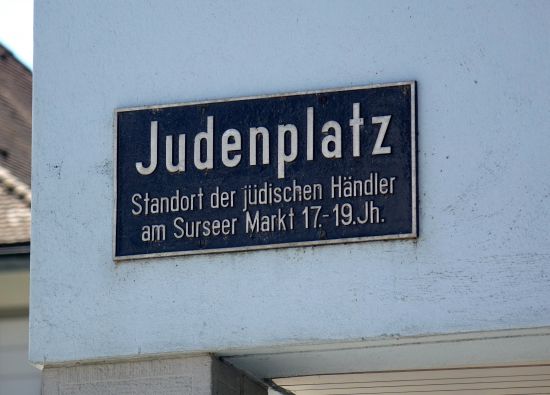 Judenplatz
Standort der jüdischen Händler
am Surseer Markt 17.-19.Jh.